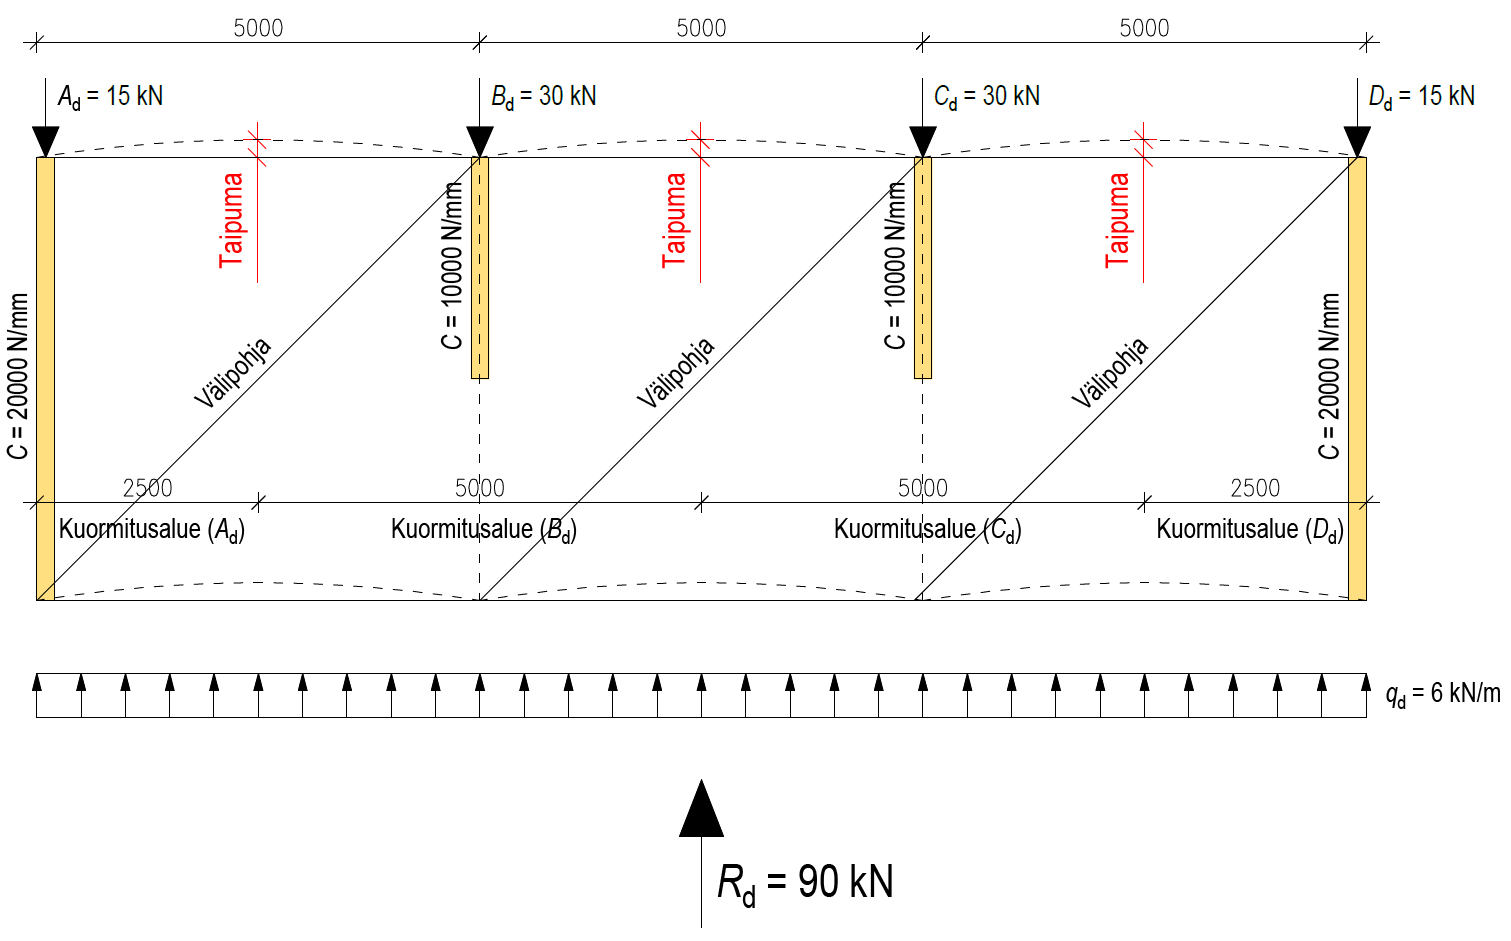 5000
5000
5000
Ad = 15 kN
Bd = 30 kN
Cd = 30 kN
Dd = 15 kN
Taipuma
Taipuma
Taipuma
C = 20000 N/mm
C = 10000 N/mm
C = 10000 N/mm
C = 20000 N/mm
Välipohja
Välipohja
Välipohja
2500
5000
5000
2500
Kuormitusalue (Ad)
Kuormitusalue (Bd)
Kuormitusalue (Cd)
Kuormitusalue (Dd)
qd = 6 kN/m
Rd = 90 kN